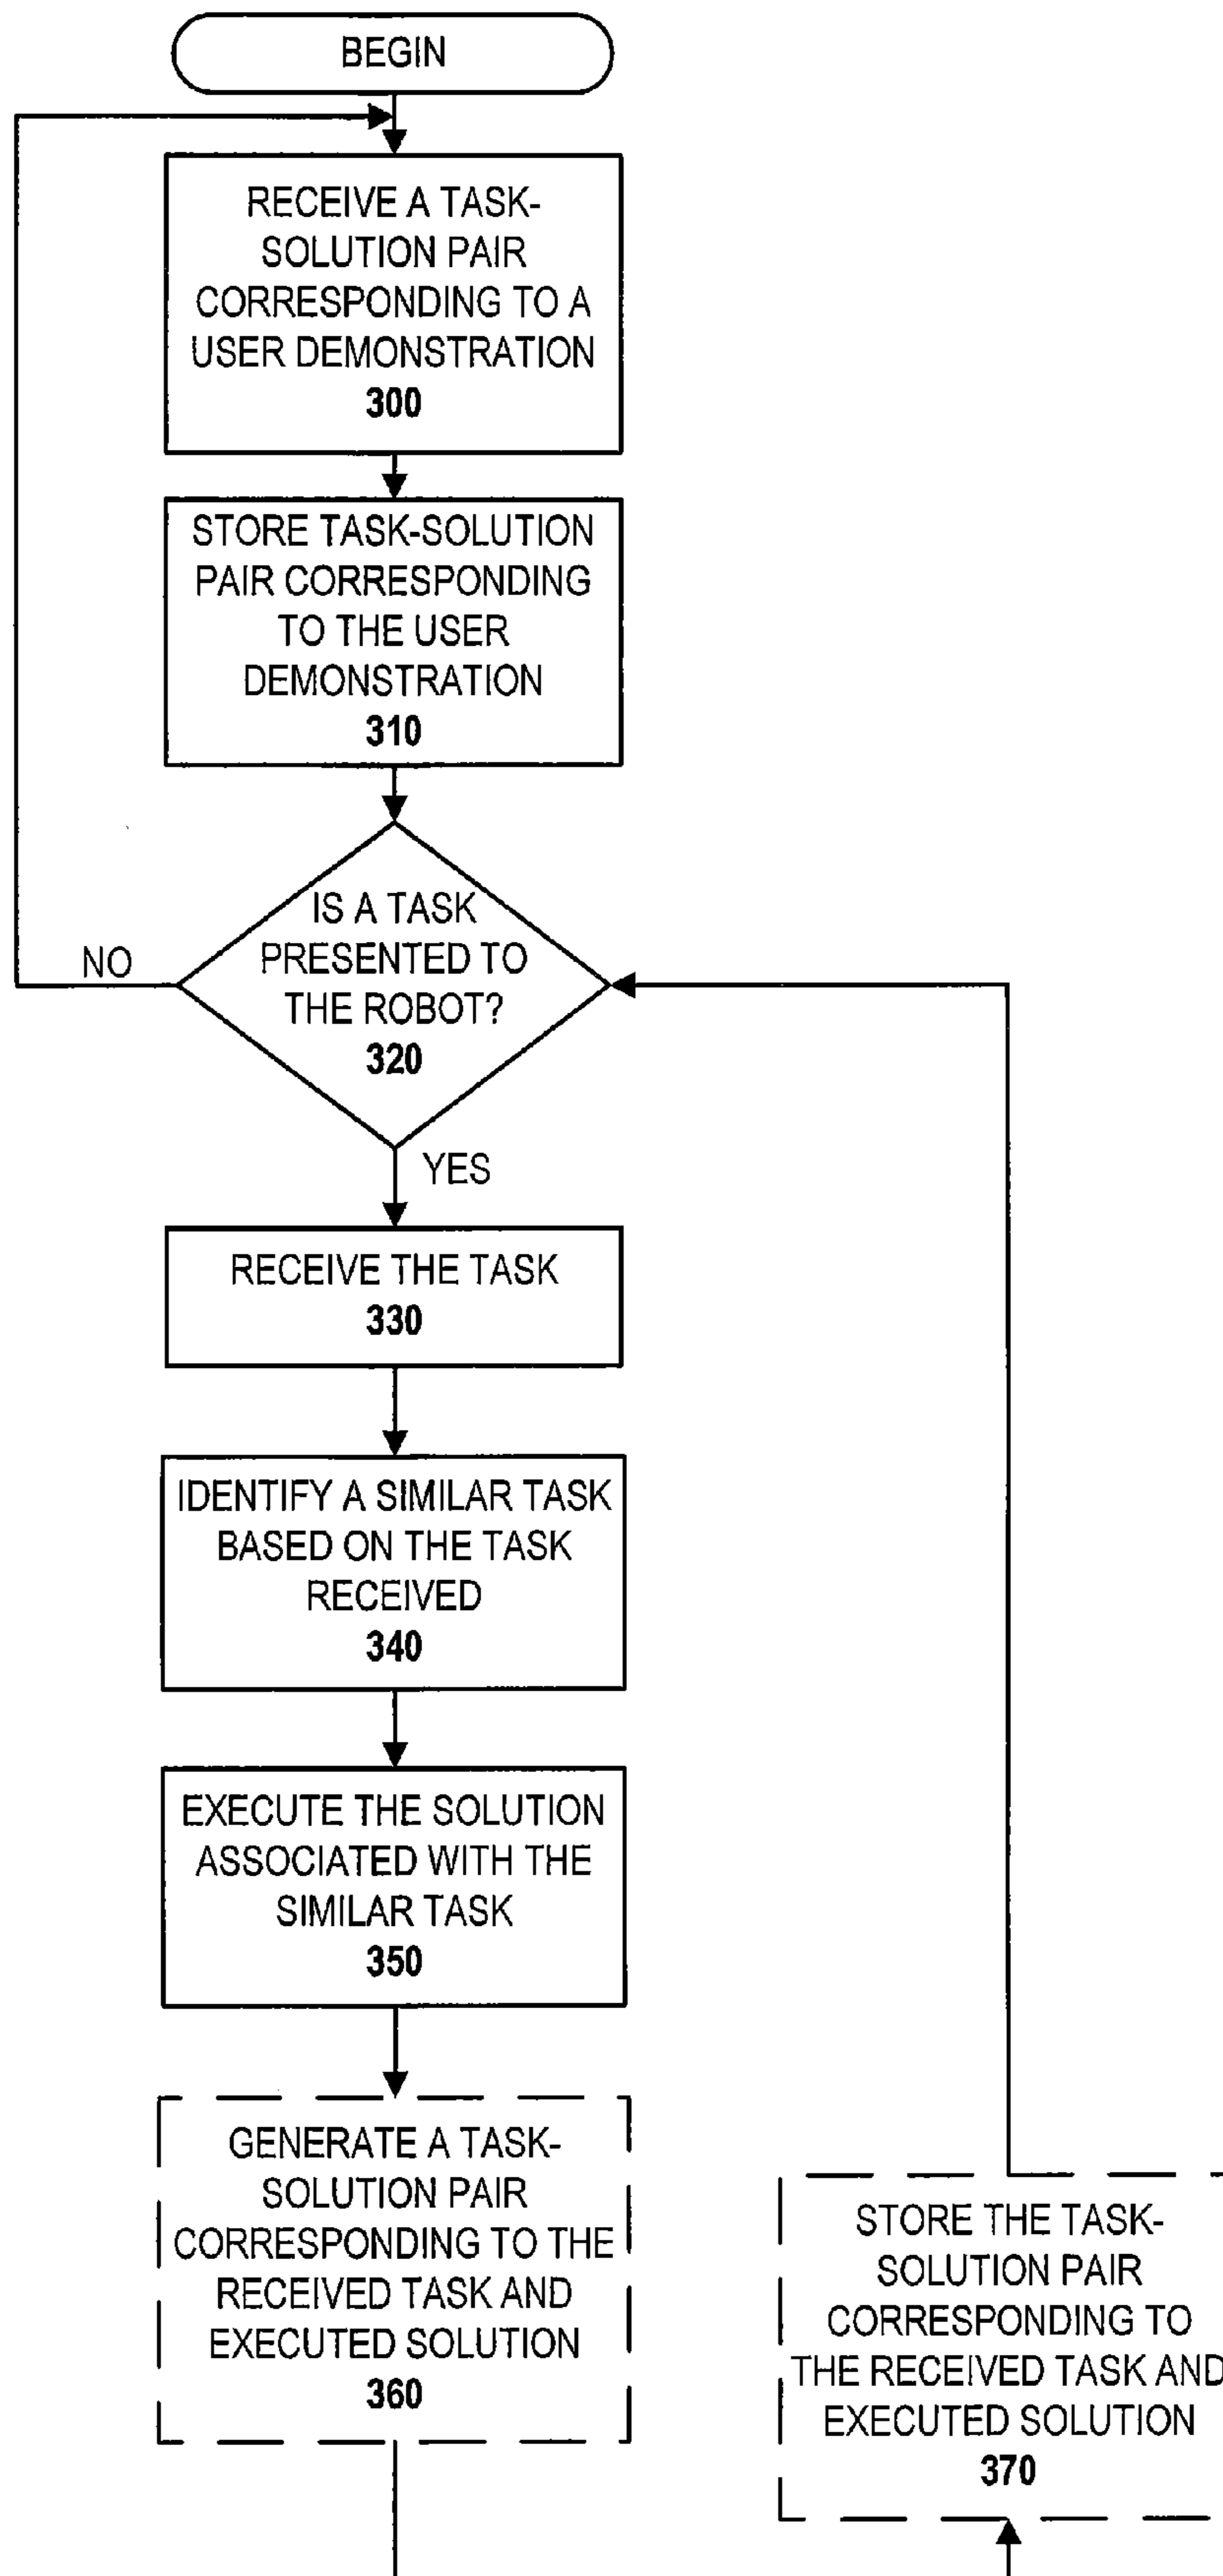 BEGIN
RECEIVE A TASK-
SOLUTION PAIR
CORRESPONDING TO A
USER DEMONSTRATION
300
STORE TASK-SOLUTION
PAIR CORRESPONDING
TO THE USER
DEMONSTRATION
310
IS A TASK
PRESENTED TO
THE ROBOT?
320
NO
YES
RECEIVE THE TASK
330
IDENTIFY A SIMILAR TASK
BASED ON THE TASK
RECEIVED
340
EXECUTE THE SOLUTION
ASSOCIATED WITH THE
SIMILAR TASK
350
GENERATE A TASK-
SOLUTION PAIR
CORRESPONDING TO THE
RECEIVED TASK AND
EXECUTED SOLUTION
360
STORE THE TASK-
SOLUTION PAIR
CORRESPONDING TO
THE RECEIVED TASK AND
EXECUTED SOLUTION
370